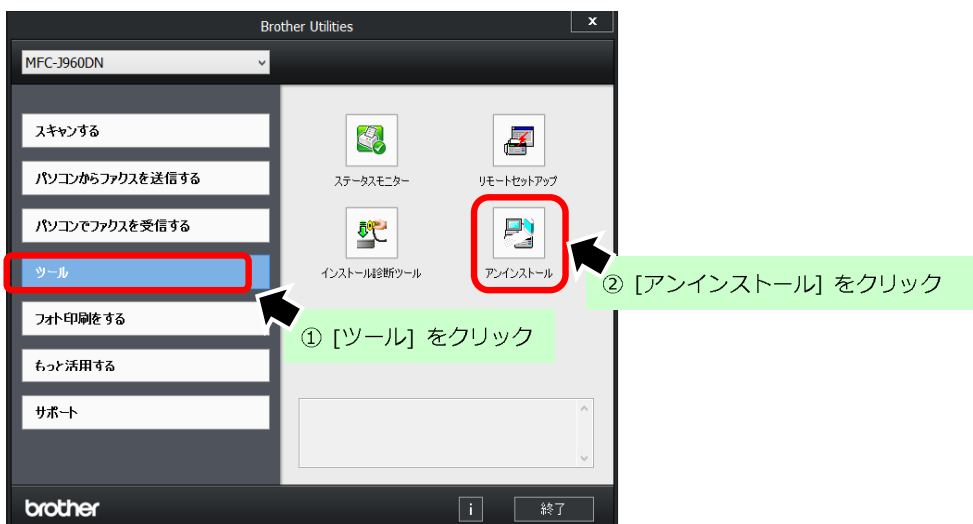 Brother Utilities
x
MFC-J960DN
スキャンする
パソコンからファクスを送信する
パソコンでファクスを受信する
ツール
フォト印刷をする
もっと活用する
サポート
ステータスモニター
リモートセットアップ
インストール診断ツール
アンインストール
① [ツール] をクリック
② [アンインストール] をクリック
brother
i
終了